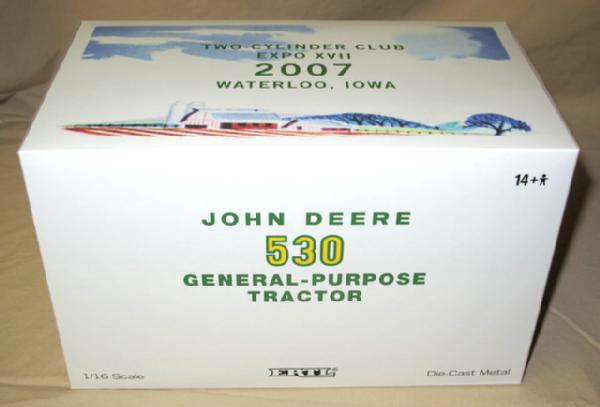 TWO-CYLINDER CLUB
EXPO XVII
2007
WATERLOO, IOWA
14+
JOHN DEERE
530
GENERAL-PURPOSE
TRACTOR
1/16 Scale
ERTL®
Die-Cast Metal